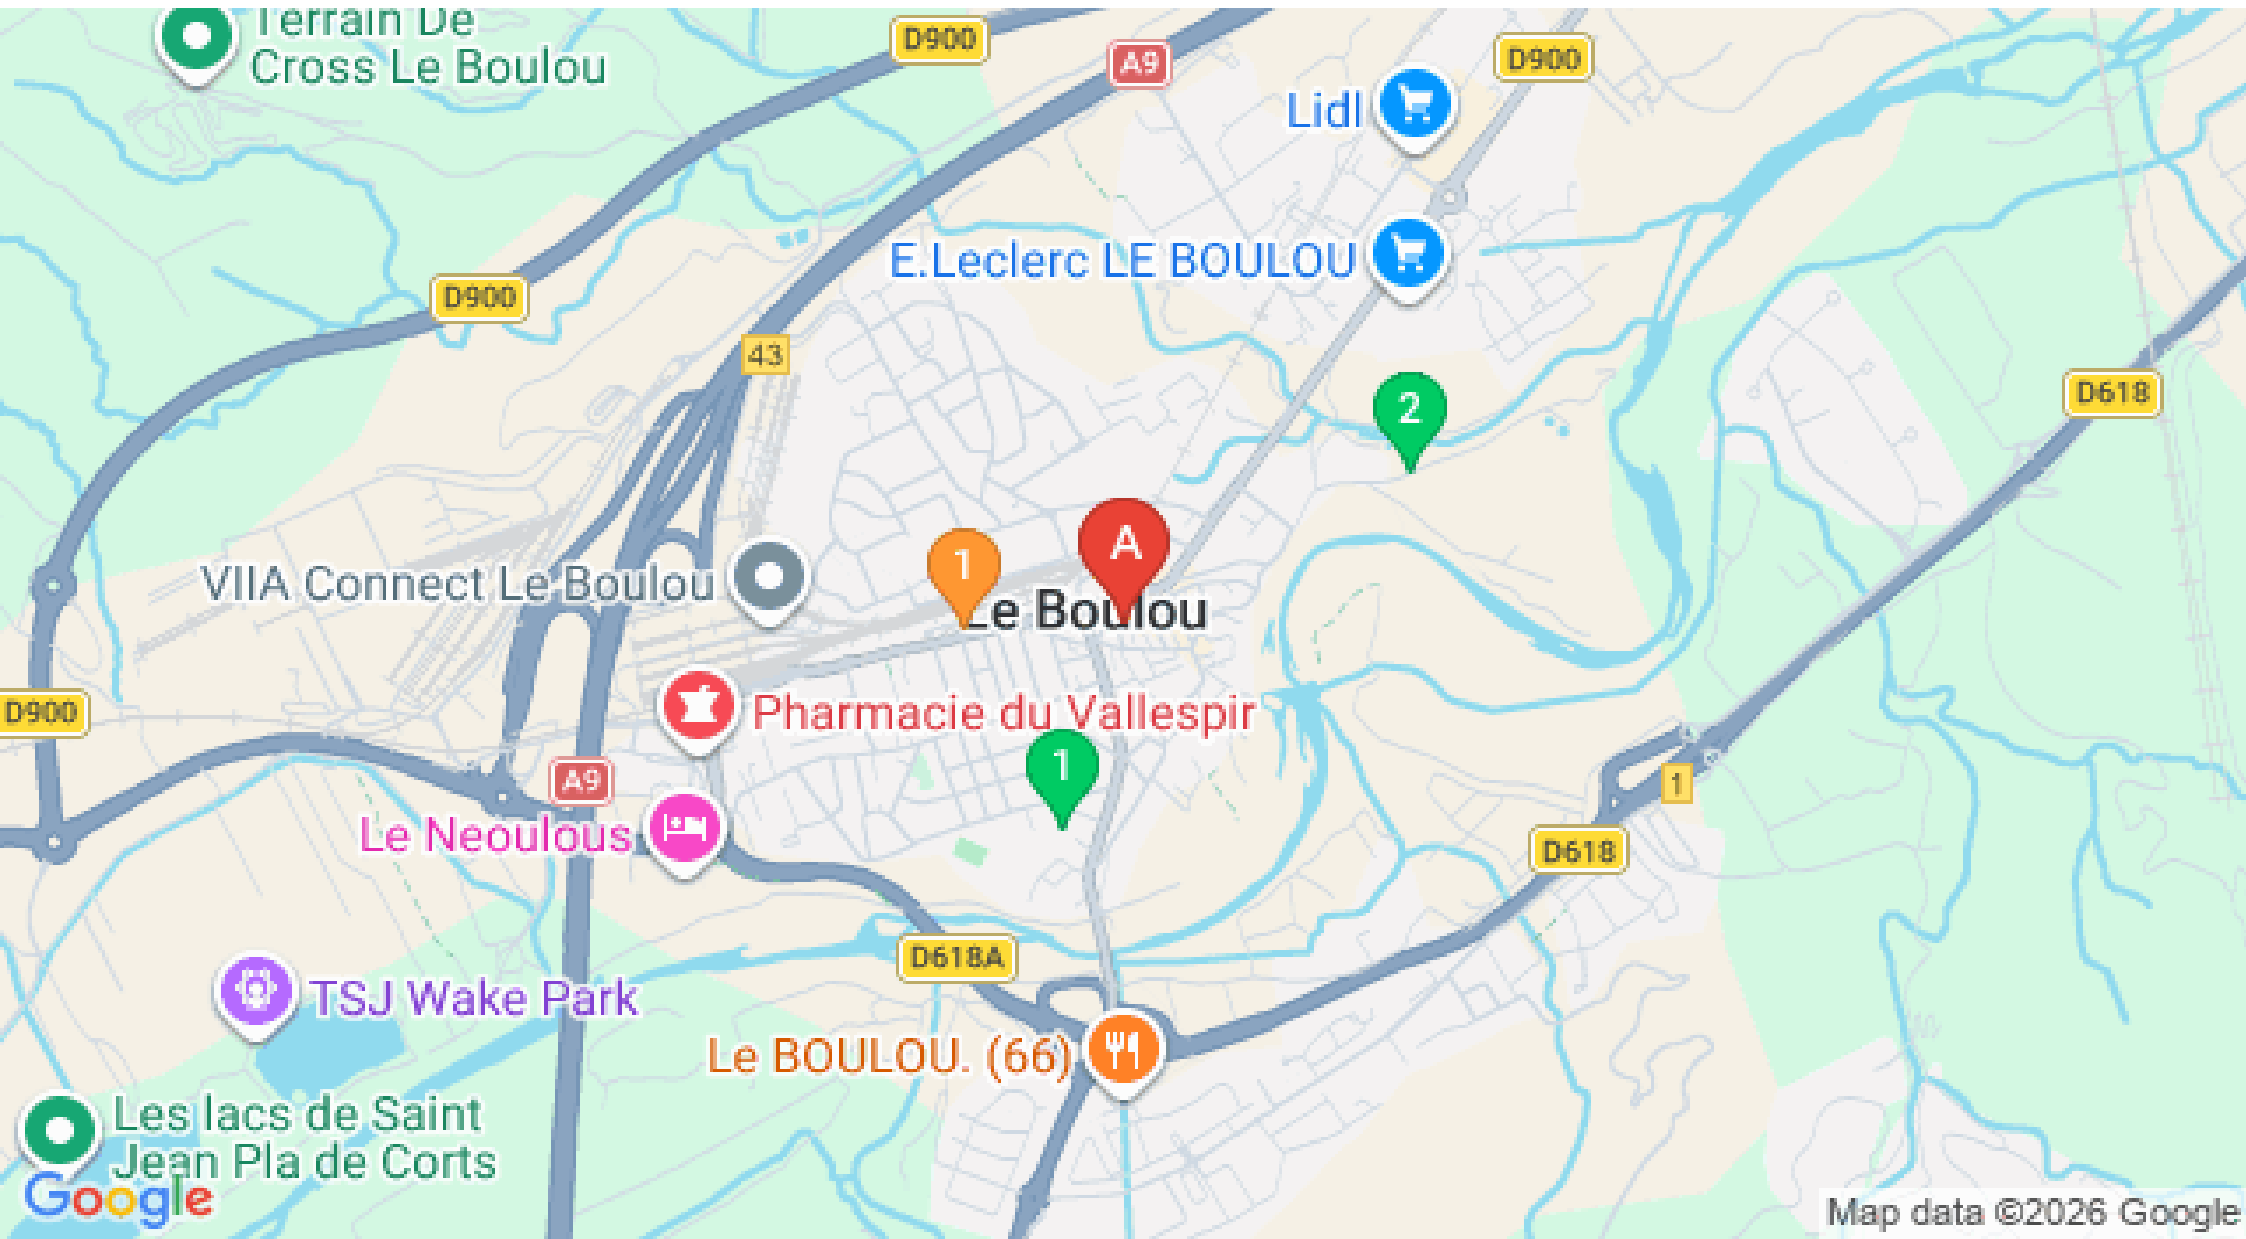 Terrain De
Cross Le Boulou
D900
A9
D900
Lidl
E.Leclerc LE BOULOU
D900
43
D618
2
A
1
VIIA Connect Le Boulou
Le Boulou
D900
Pharmacie du Vallespir
1
A9
1
Le Neoulous
D618
D618A
TSJ Wake Park
Le BOULOU. (66)
Les lacs de Saint
Jean Pla de Corts
Google
Map data ©2026 Google